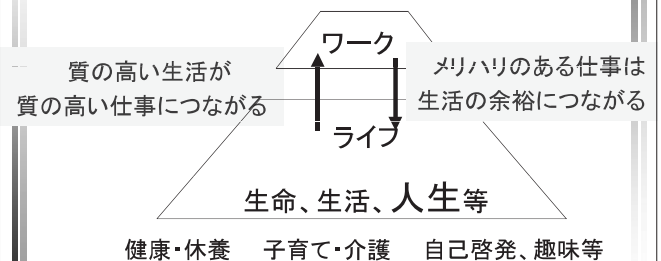 ワーク
質の高い生活が
質の高い仕事につながる
メリハリのある仕事は
生活の余裕につながる
ライフ
生命、生活、人生等
健康・休養 子育て・介護 自己啓発、趣味等